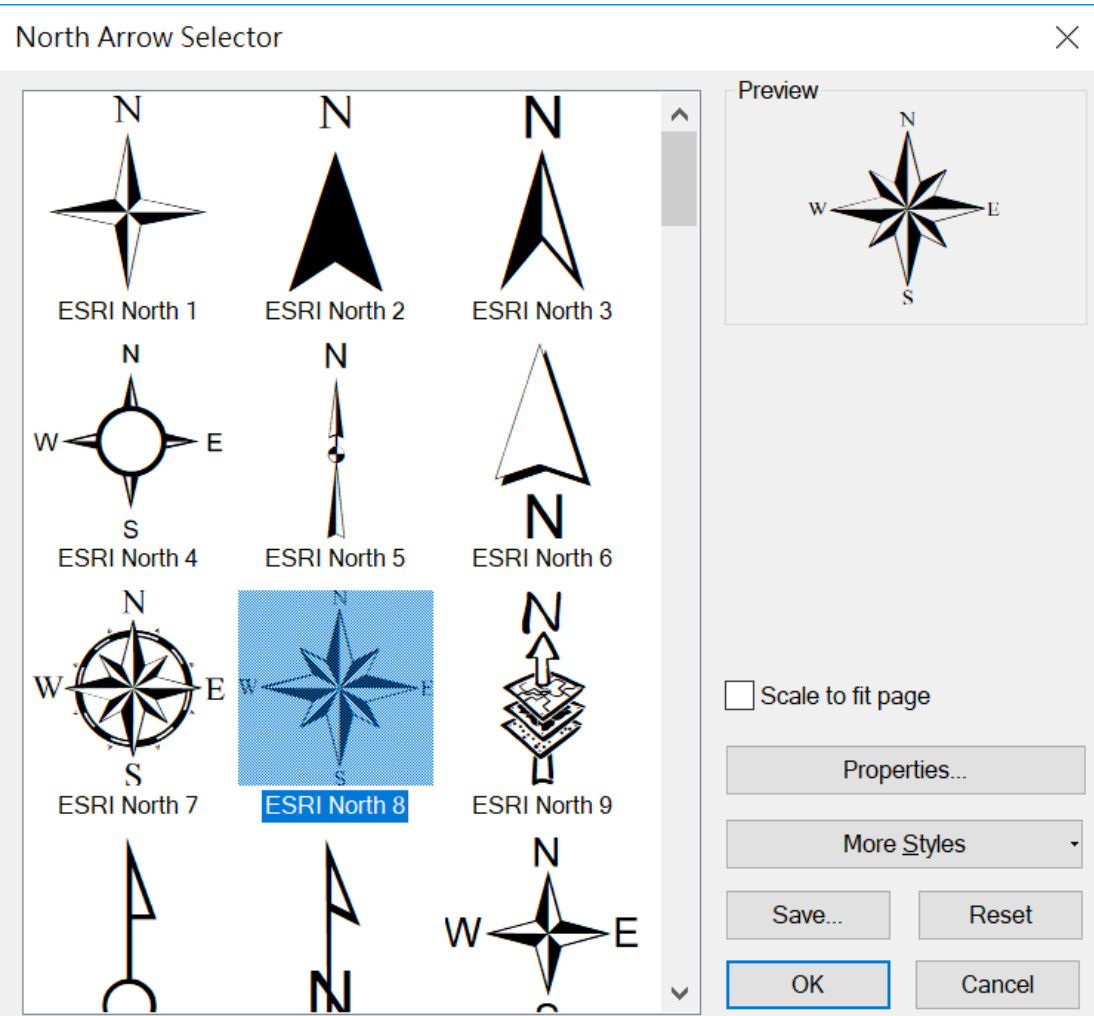 North Arrow Selector
Preview
N N N
ESRI North 1 ESRI North 2 ESRI North 3
N
W E
S
N
W E
S
ESRI North 4
N
ESRI North 5
N
ESRI North 6
N
W E
S
ESRI North 7
N
W E
S
ESRI North 8
N
ESRI North 9
N
N
W E
Scale to fit page
Properties...
More Styles
Save... Reset
OK Cancel